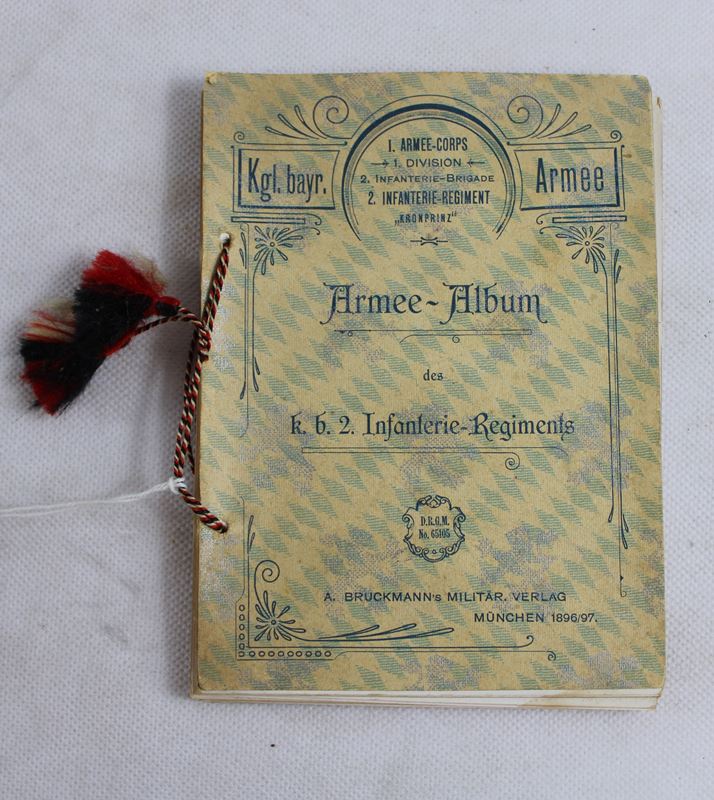 Kgl. bayr.
I. ARMEE-CORPS
1. DIVISION
2. INFANTERIE-BRIGADE
2. INFANTERIE-REGIMENT
„KRONPRINZ“
Armee
Armee-Album
des
k. b. 2. Infanterie-Regiments
D.R.G.M.
No. 65105
A. BRUCKMANN's MILITÄR. VERLAG
MÜNCHEN 1896/97.